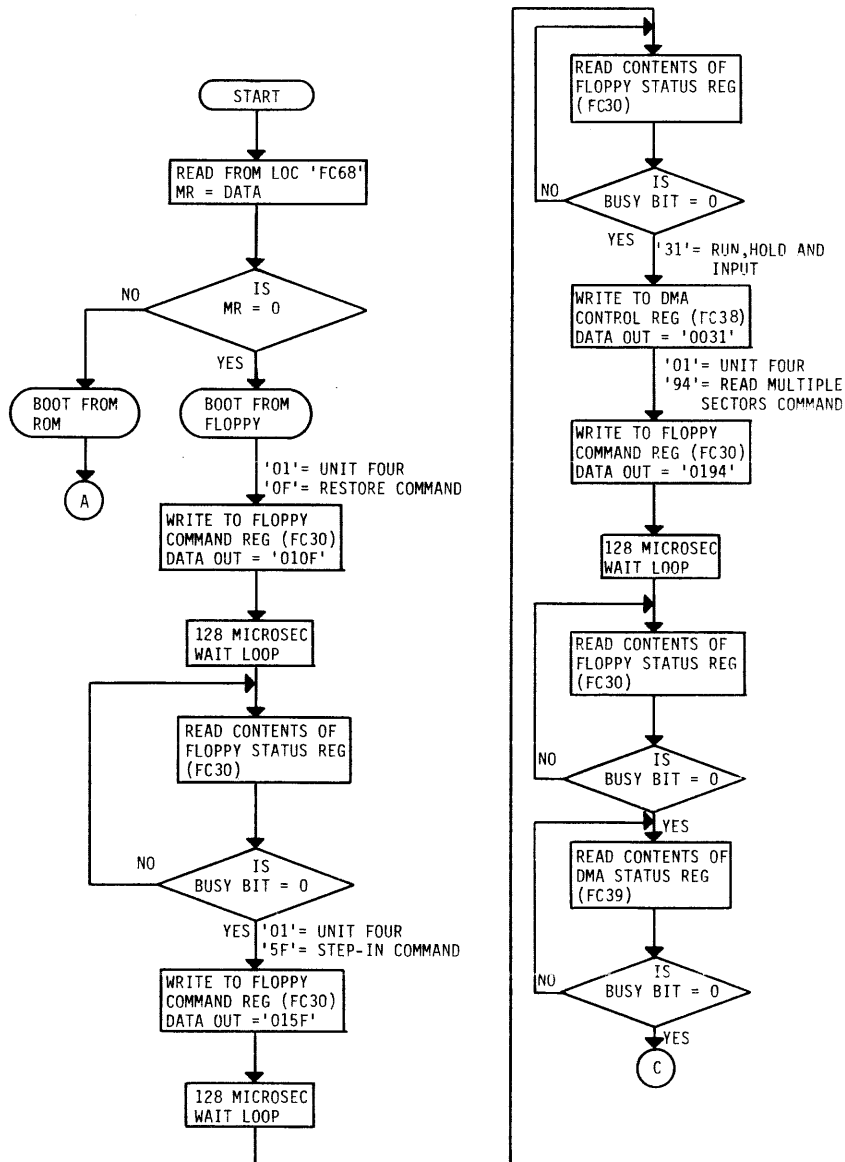 START
READ FROM LOC 'FC68'
MR = DATA
IS
MR = 0
NO
YES
BOOT FROM
ROM
A
BOOT FROM
FLOPPY
'01'= UNIT FOUR
'0F'= RESTORE COMMAND
WRITE TO FLOPPY
COMMAND REG (FC30)
DATA OUT = '010F'
128 MICROSEC
WAIT LOOP
READ CONTENTS OF
FLOPPY STATUS REG
(FC30)
NO
IS
BUSY BIT = 0
YES
'01'= UNIT FOUR
'5F'= STEP-IN COMMAND
WRITE TO FLOPPY
COMMAND REG (FC30)
DATA OUT ='015F'
128 MICROSEC
WAIT LOOP
READ CONTENTS OF
FLOPPY STATUS REG
(FC30)
NO
IS
BUSY BIT = 0
YES
'31'= RUN,HOLD AND
INPUT
WRITE TO DMA
CONTROL REG (FC38)
DATA OUT = '0031'
'01'= UNIT FOUR
'94'= READ MULTIPLE
SECTORS COMMAND
WRITE TO FLOPPY
COMMAND REG (FC30)
DATA OUT = '0194'
128 MICROSEC
WAIT LOOP
READ CONTENTS OF
FLOPPY STATUS REG
(FC30)
NO
IS
BUSY BIT = 0
YES
READ CONTENTS OF
DMA STATUS REG
(FC39)
NO
IS
BUSY BIT = 0
YES
C